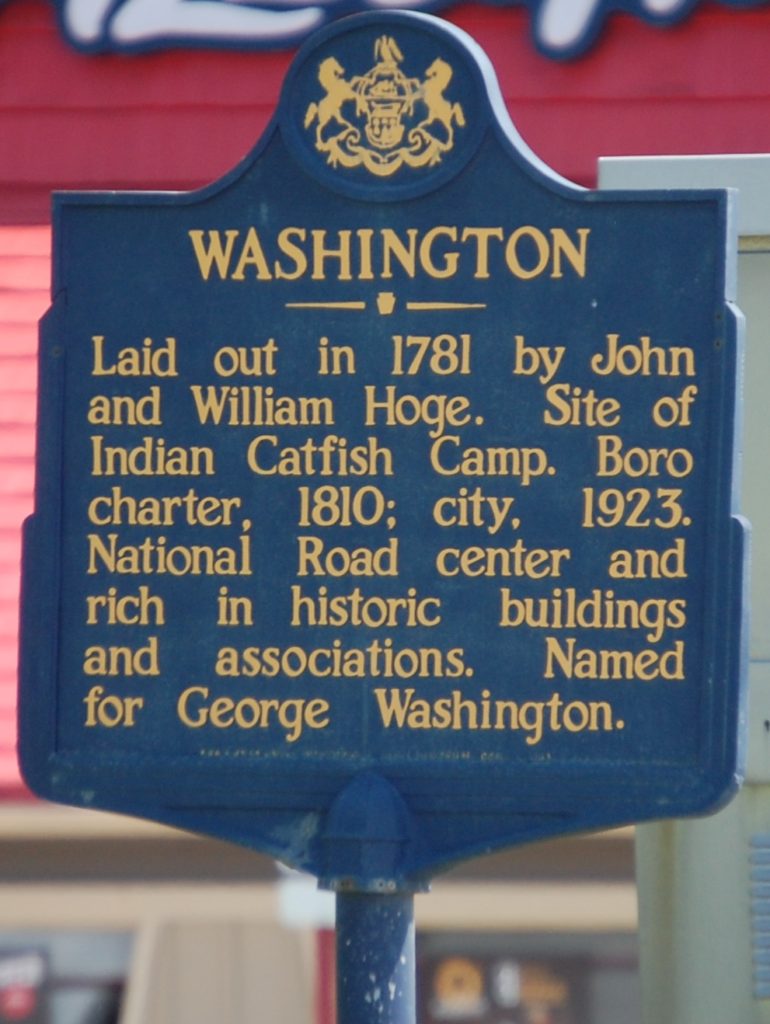 WASHINGTON
Laid out in 1781 by John
and William Hoge. Site of
Indian Catfish Camp. Boro
charter, 1810; city, 1923.
National Road center and
rich in historic buildings
and associations. Named
for George Washington.